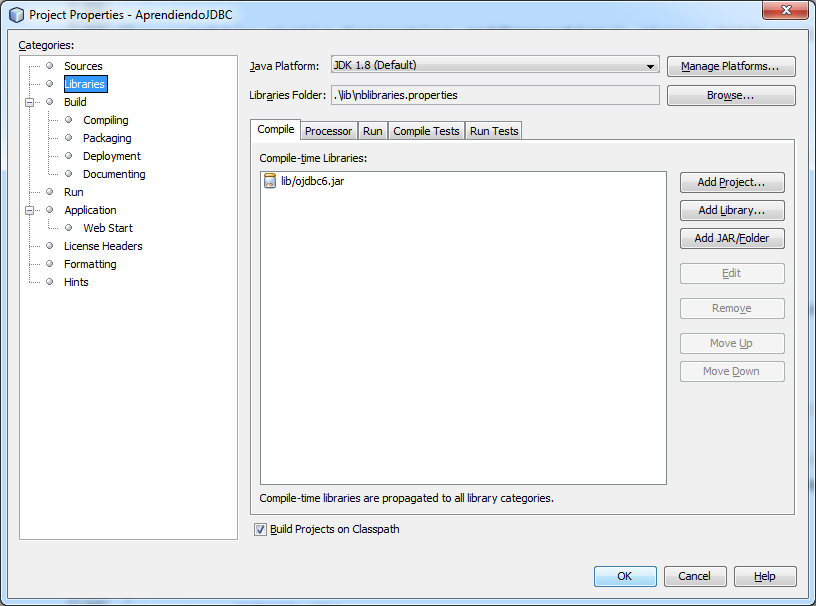 Project Properties - AprendiendoJDBC
Categories:
Sources
Libraries
Build
Compiling
Packaging
Deployment
Documenting
Run
Application
Web Start
License Headers
Formatting
Hints
Java Platform: JDK 1.8 (Default) Manage Platforms...
Libraries Folder: .\lib\nblibraries.properties Browse...
Compile Processor Run Compile Tests Run Tests
Compile-time Libraries:
lib/ojdbc6.jar
Add Project...
Add Library...
Add JAR/Folder
Edit
Remove
Move Up
Move Down
Compile-time libraries are propagated to all library categories.
Build Projects on Classpath
OK Cancel Help